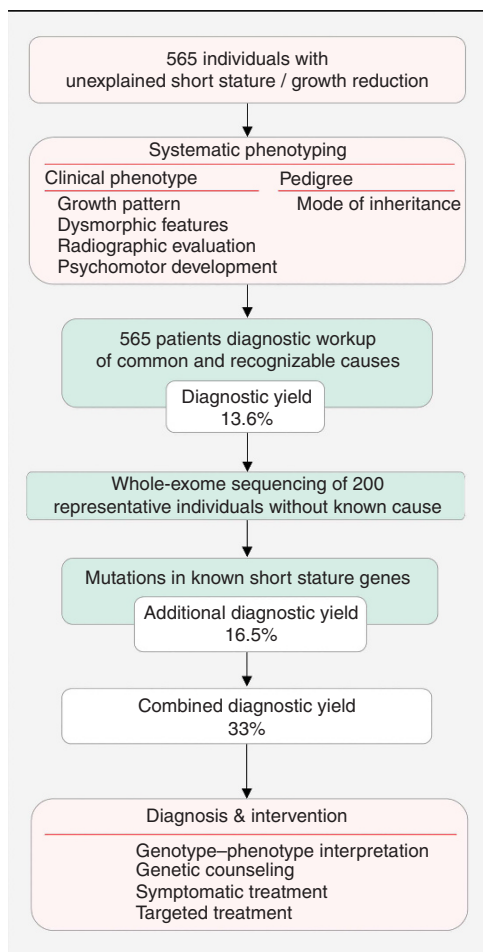 565 individuals with
unexplained short stature / growth reduction
Systematic phenotyping
Clinical phenotype
Growth pattern
Dysmorphic features
Radiographic evaluation
Psychomotor development
Pedigree
Mode of inheritance
565 patients diagnostic workup
of common and recognizable causes
Diagnostic yield
13.6%
Whole-exome sequencing of 200
representative individuals without known cause
Mutations in known short stature genes
Additional diagnostic yield
16.5%
Combined diagnostic yield
33%
Diagnosis & intervention
Genotype–phenotype interpretation
Genetic counseling
Symptomatic treatment
Targeted treatment